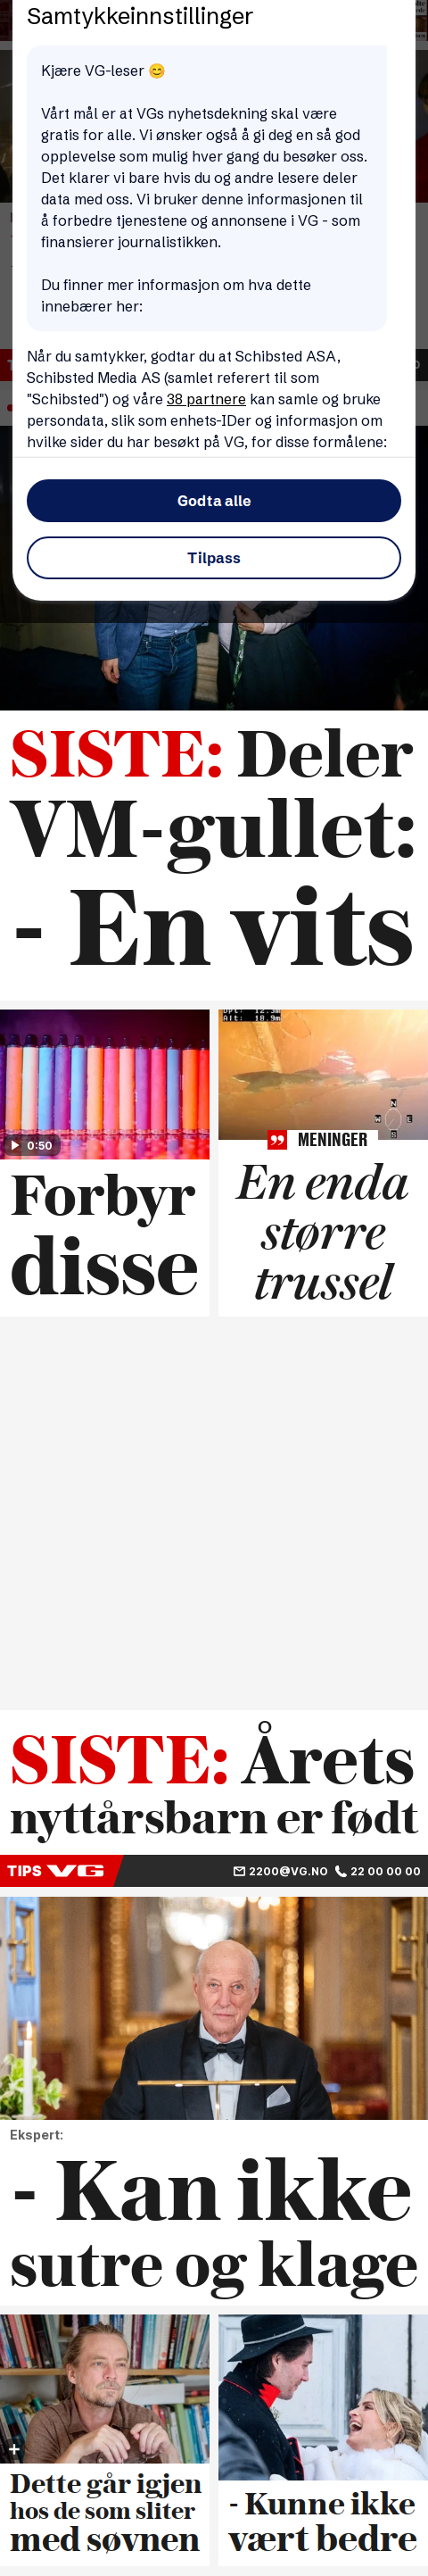 Samtykkeinnstillinger
Kjære VG-leser 😊
Vårt mål er at VGs nyhetsdekning skal være
gratis for alle. Vi ønsker også å gi deg en så god
opplevelse som mulig hver gang du besøker oss.
Det klarer vi bare hvis du og andre lesere deler
data med oss. Vi bruker denne informasjonen til
å forbedre tjenestene og annonsene i VG - som
finansierer journalistikken.
Du finner mer informasjon om hva dette
innebærer her:
Når du samtykker, godtar du at Schibsted ASA,
Schibsted Media AS (samlet referert til som
"Schibsted") og våre 38 partnere kan samle og bruke
persondata, slik som enhets-IDer og informasjon om
hvilke sider du har besøkt på VG, for disse formålene:
Godta alle
Tilpass
SISTE: Deler
VM-gullet:
- En vits
0:50
Forbyr
disse
Alt: 18.9m
N
W E
S
MENINGER
En enda
større
trussel
SISTE: Årets
nyttårsbarn er født
TIPS VG 2200@VG.NO 22 00 00 00
Ekspert:
- Kan ikke
sutre og klage
Dette går igjen
hos de som sliter
med søvnen
- Kunne ikke
vært bedre